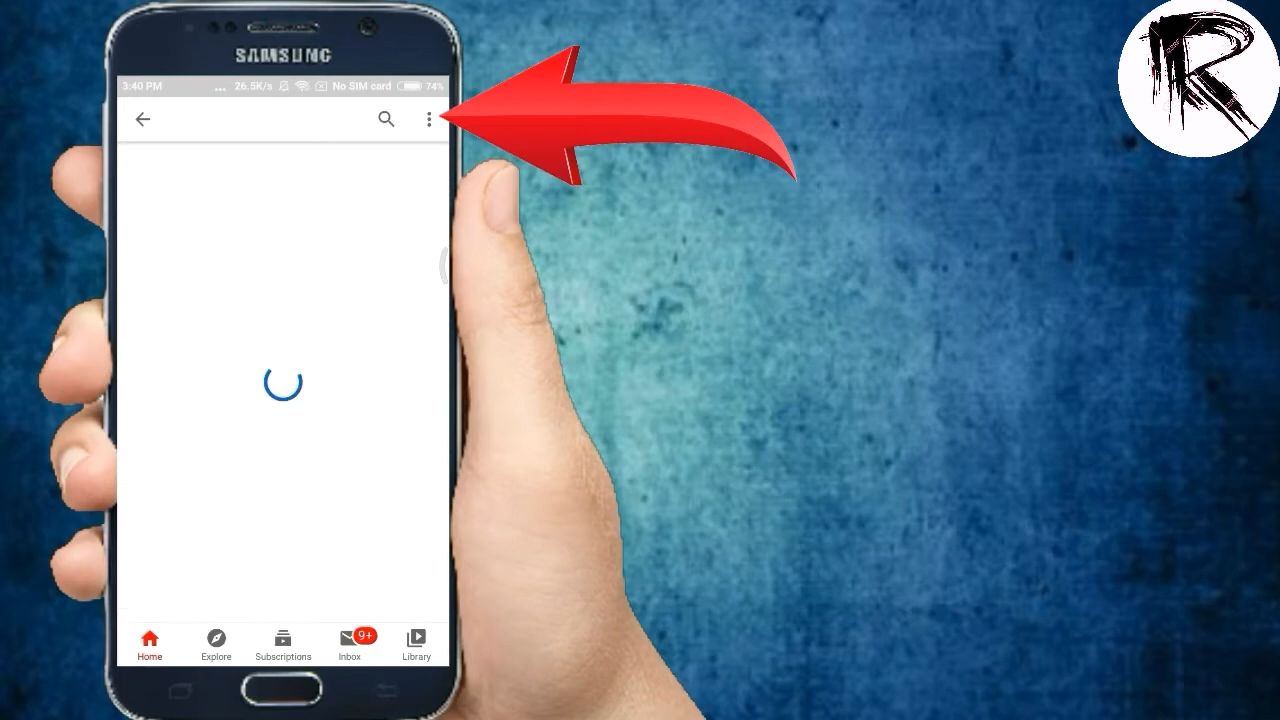 SAMSUNG
3:40 PM ... 26.5K/s No SIM card 74%
9+
Home Explore Subscriptions Inbox Library
R